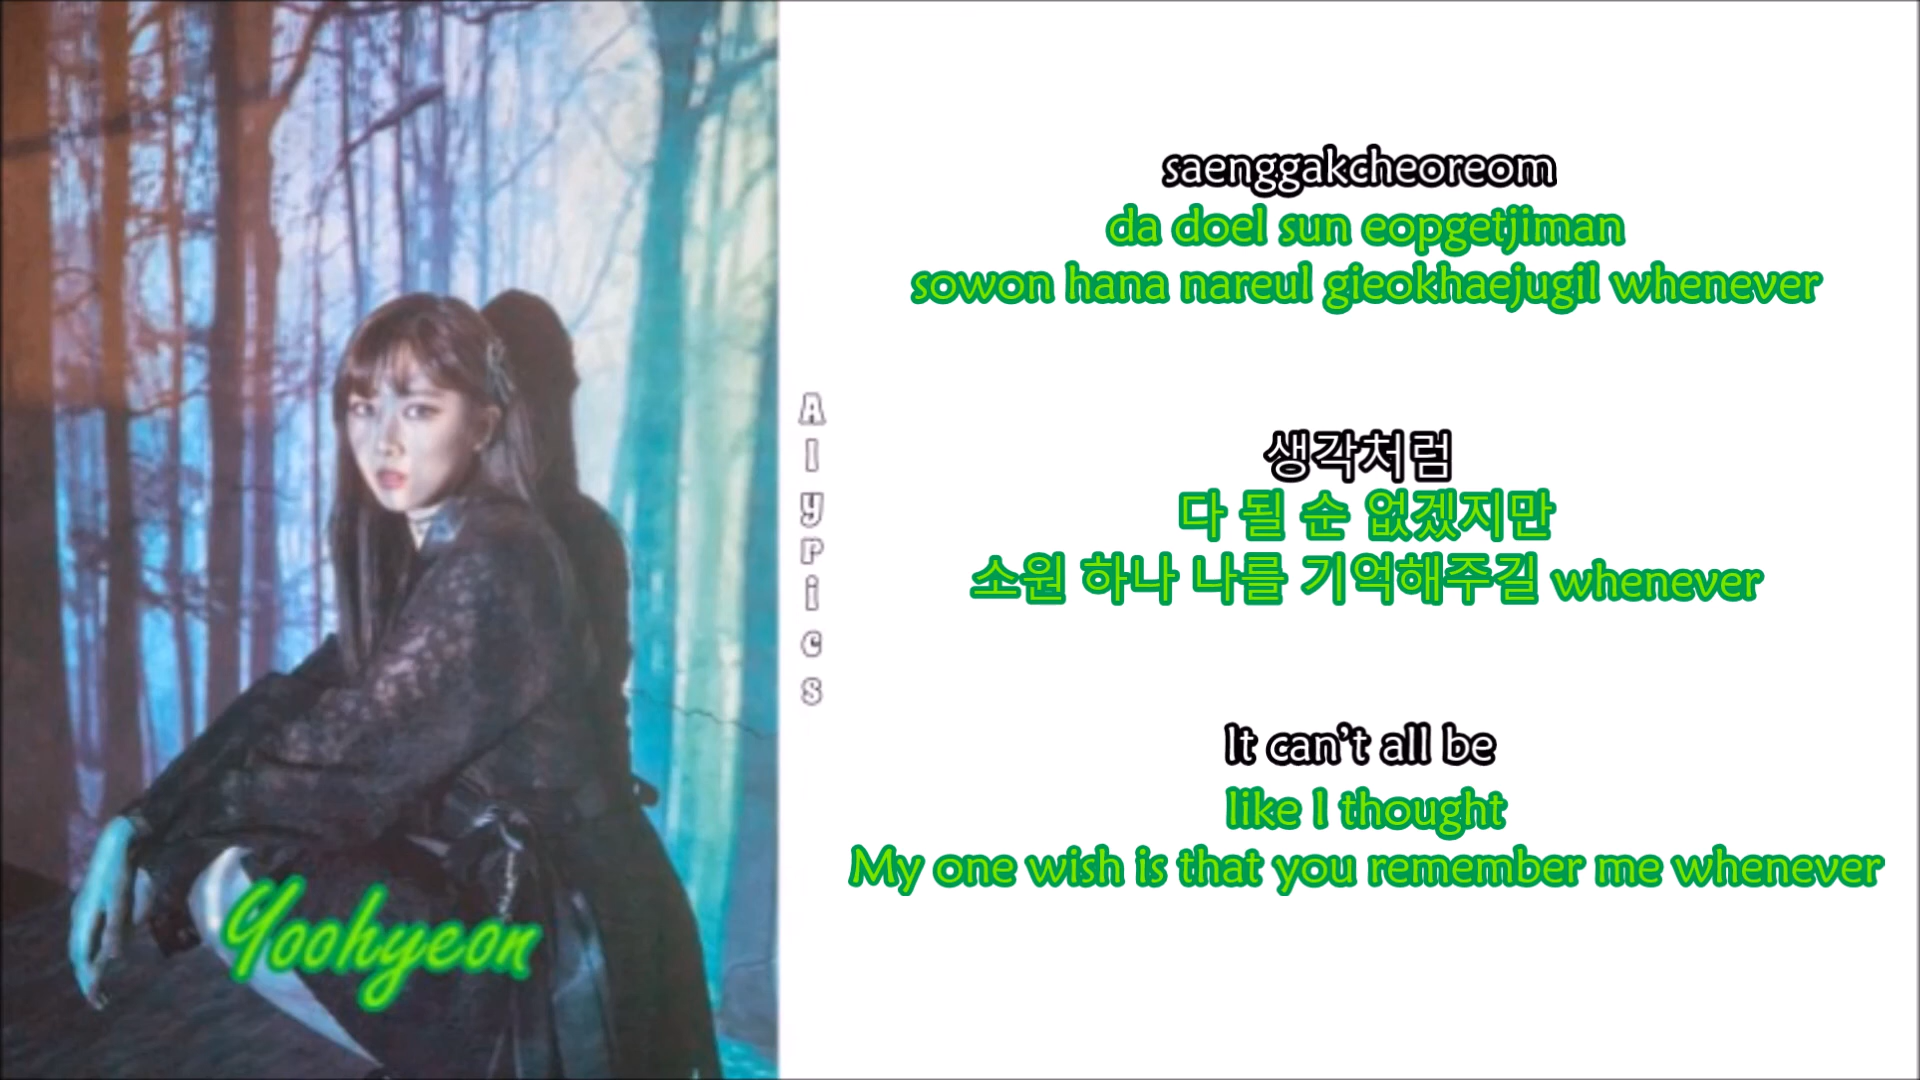 Yoohyeon
AlyPics
saenggakcheoreom
da doel sun eopgetjiman
sowon hana nareul gieokhaejugil whenever
생각처럼
다 될 순 없겠지만
소원 하나 나를 기억해주길 whenever
It can't all be
like I thought
My one wish is that you remember me whenever